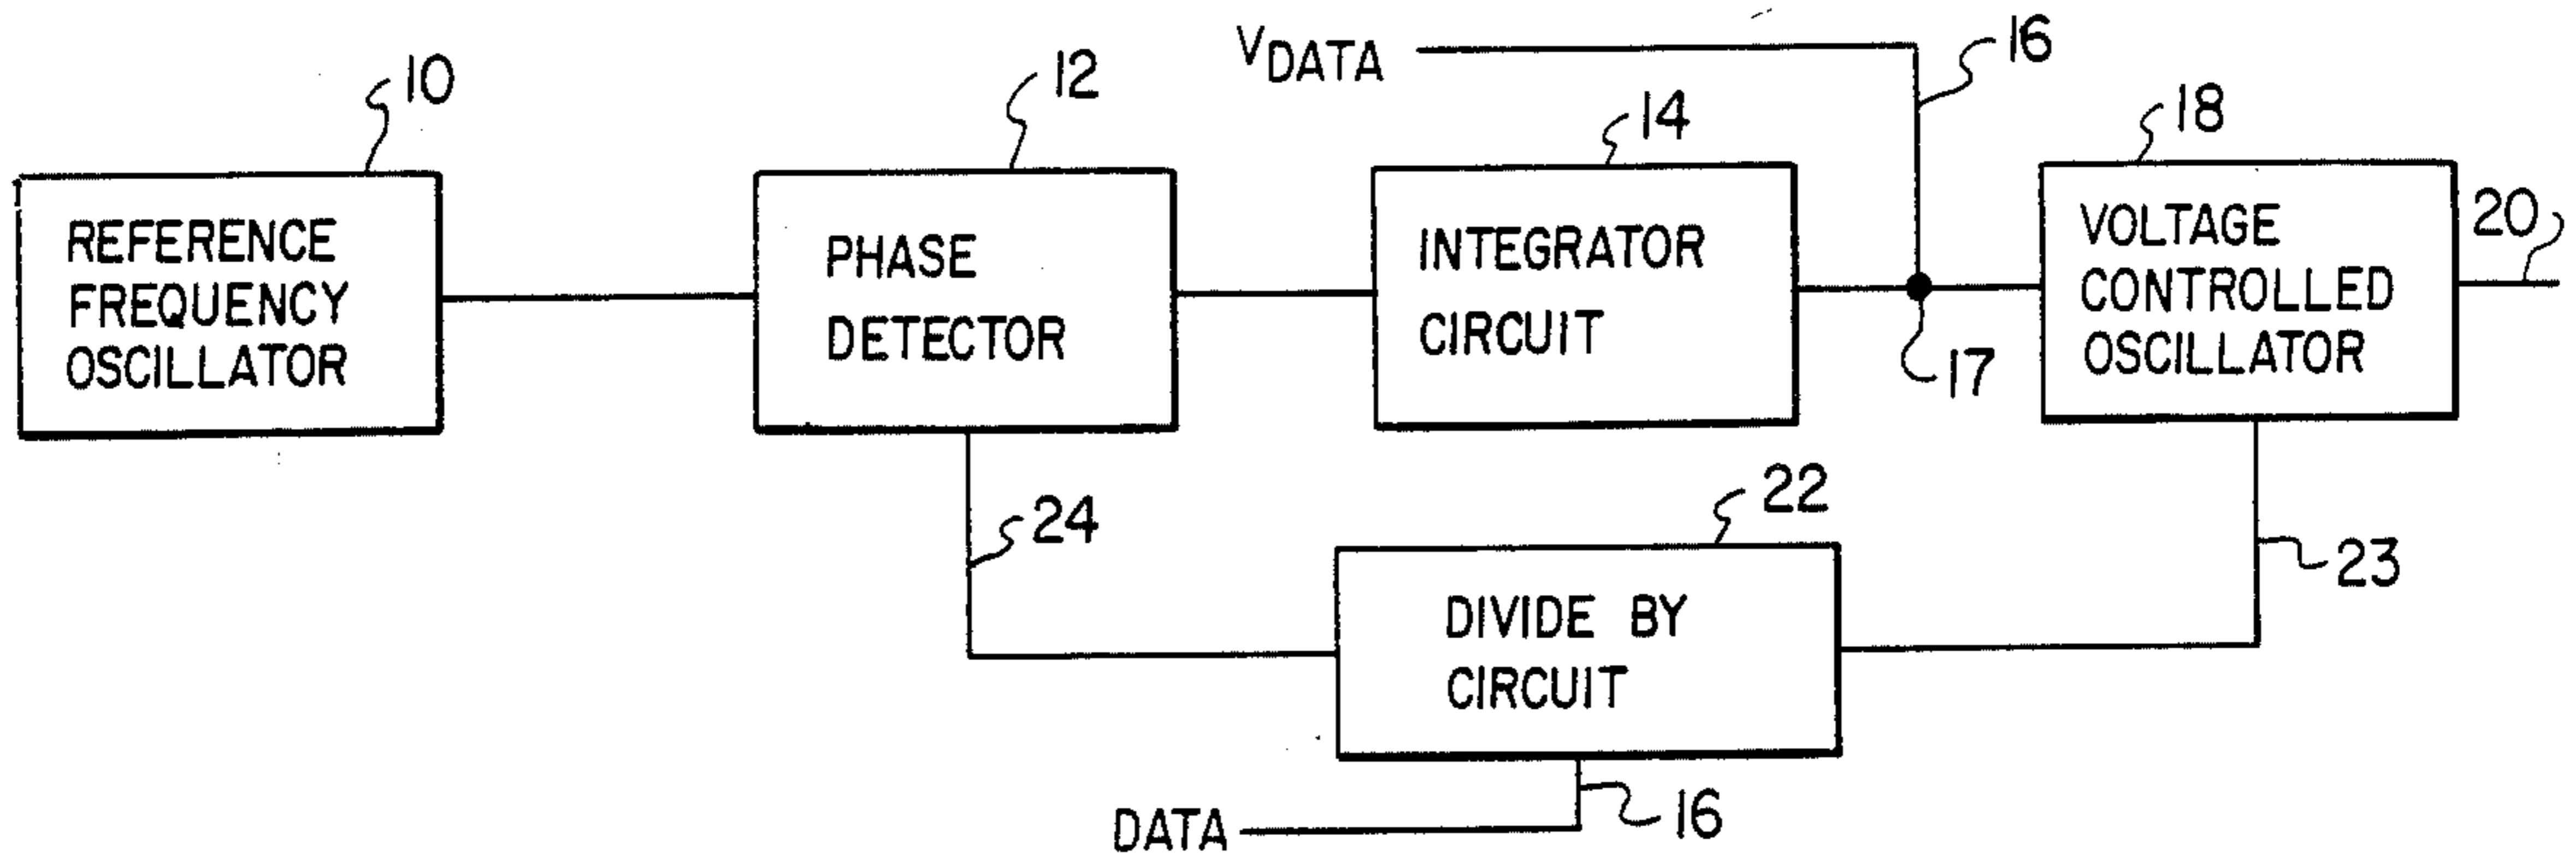 VDATA
16
10
12
14
18
20
REFERENCE
FREQUENCY
OSCILLATOR
PHASE
DETECTOR
INTEGRATOR
CIRCUIT
17
VOLTAGE
CONTROLLED
OSCILLATOR
24
22
23
DIVIDE BY
CIRCUIT
DATA
16